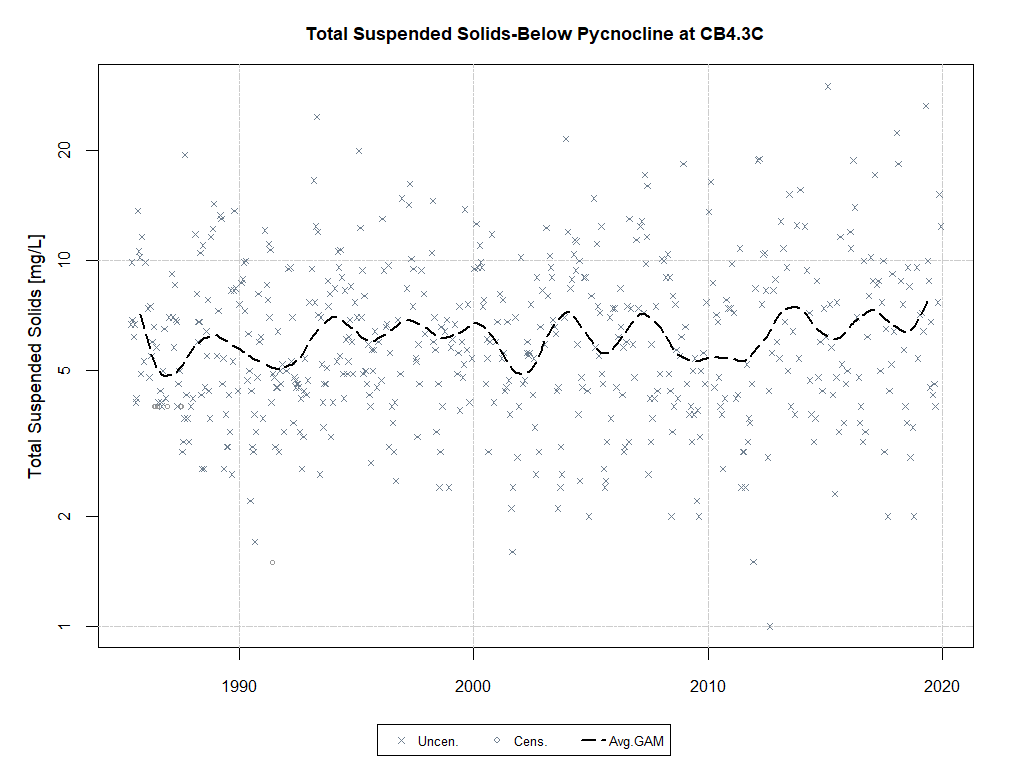 Total Suspended Solids-Below Pycnocline at CB4.3C
Total Suspended Solids [mg/L]
20
10
5
2
1
1990 2000 2010 2020
Uncen. Cens. Avg.GAM